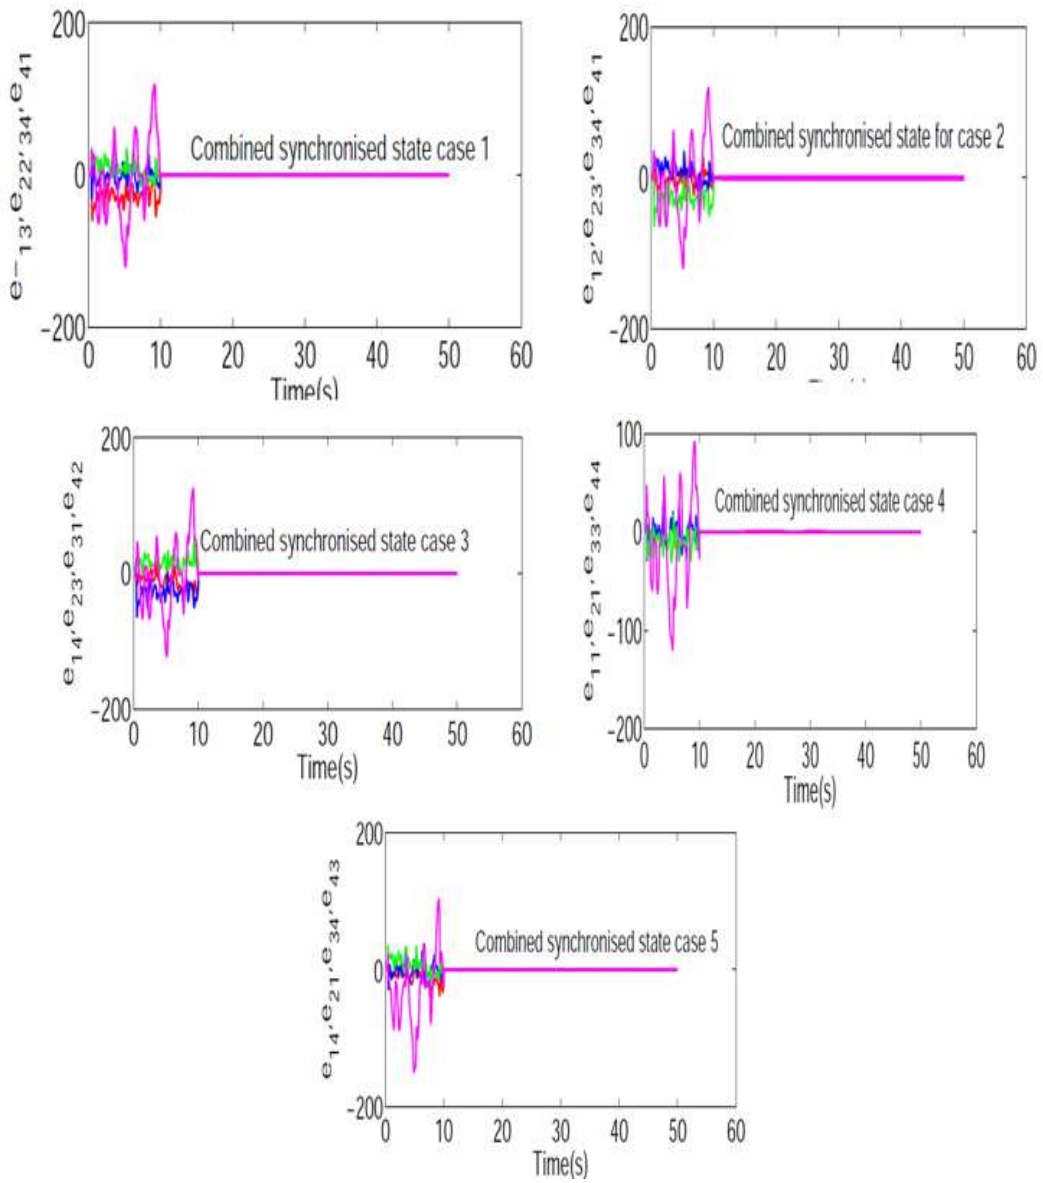 200
0
−200
e−13,e22,34,e41
Combined synchronised state case 1
0 10 20 30 40 50 60
Time(s)
200
0
−200
e12,e23,e34,e41
Combined synchronised state for case 2
0 10 20 30 40 50 60
200
0
−200
e14,e23,e31,e42
Combined synchronised state case 3
0 10 20 30 40 50 60
Time(s)
100
0
−100
−200
e11,e21,e33,e44
Combined synchronised state case 4
0 10 20 30 40 50 60
Time(s)
200
0
−200
e14,e21,e34,e43
Combined synchronised state case 5
0 10 20 30 40 50 60
Time(s)